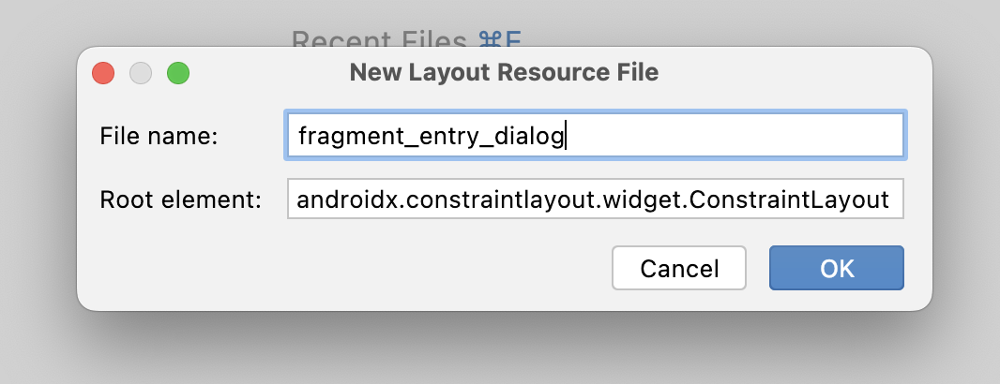 Recent Files ⌘E
New Layout Resource File
File name: fragment_entry_dialog
Root element: androidx.constraintlayout.widget.ConstraintLayout
Cancel OK